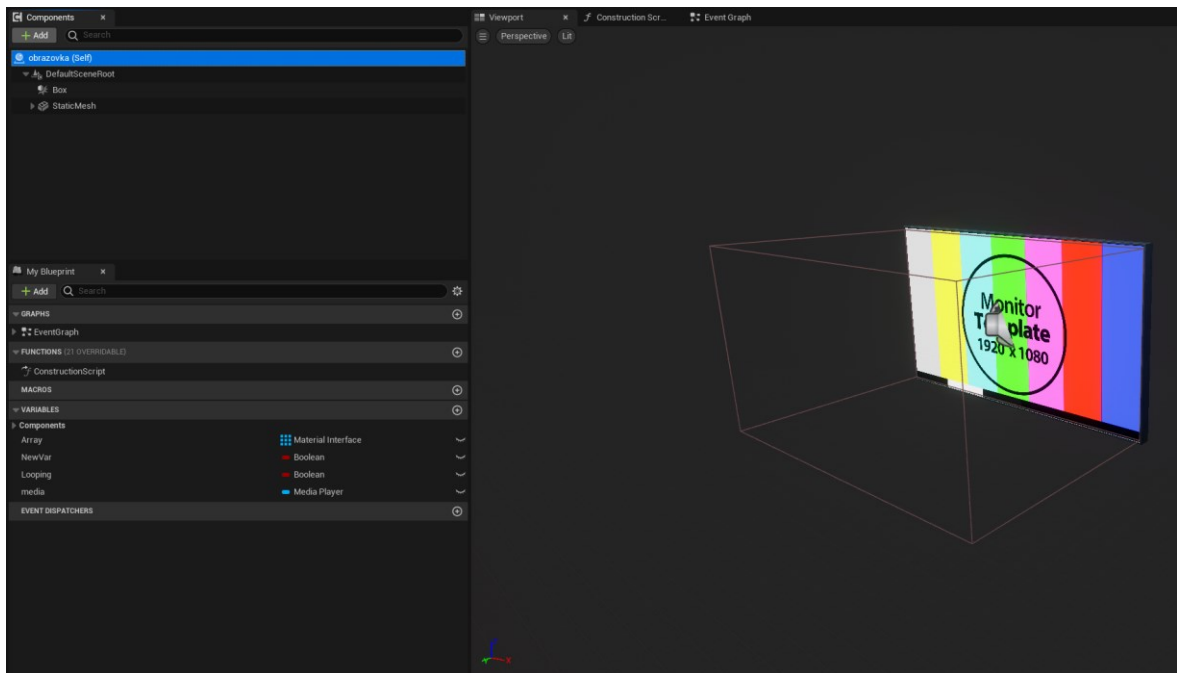 Components
+ Add Search
obrazovka (Self)
DefaultSceneRoot
Box
StaticMesh
My Blueprint
+ Add Search
GRAPHS
EventGraph
FUNCTIONS (21 OVERRIDABLE)
ConstructionScript
MACROS
VARIABLES
Components
Array Material Interface
NewVar Boolean
Looping Boolean
media Media Player
EVENT DISPATCHERS
Viewport Construction Scr... Event Graph
Perspective Lit
Monitor
1920 x 1080
X